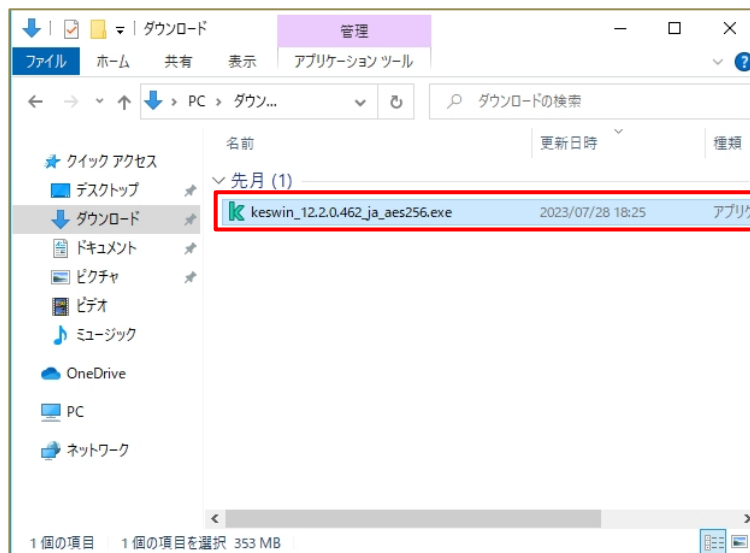 ダウンロード
管理
ファイル ホーム 共有 表示 アプリケーション ツール
PC ダウン... ダウンロードの検索
名前 更新日時 種類
クイック アクセス
先月 (1)
デスクトップ
keswin_12.2.0.462_ja_aes256.exe 2023/07/28 18:25 アプリケ
ダウンロード
ドキュメント
ピクチャ
ビデオ
ミュージック
OneDrive
PC
ネットワーク
1 個の項目 1 個の項目を選択 353 MB